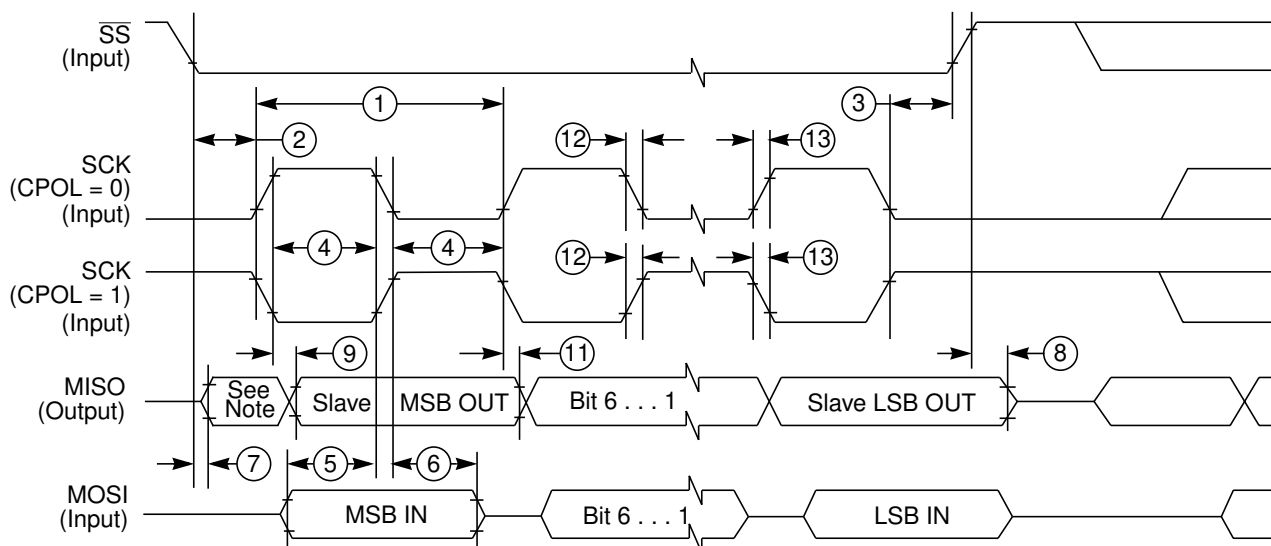 SS
(Input)
1
3
2
12
13
SCK
(CPOL = 0)
(Input)
4
4
SCK
(CPOL = 1)
(Input)
12
13
9
11
8
MISO
(Output)
See
Note
Slave
MSB OUT
Bit 6 . . . 1
Slave LSB OUT
7
5
6
MOSI
(Input)
MSB IN
Bit 6 . . . 1
LSB IN